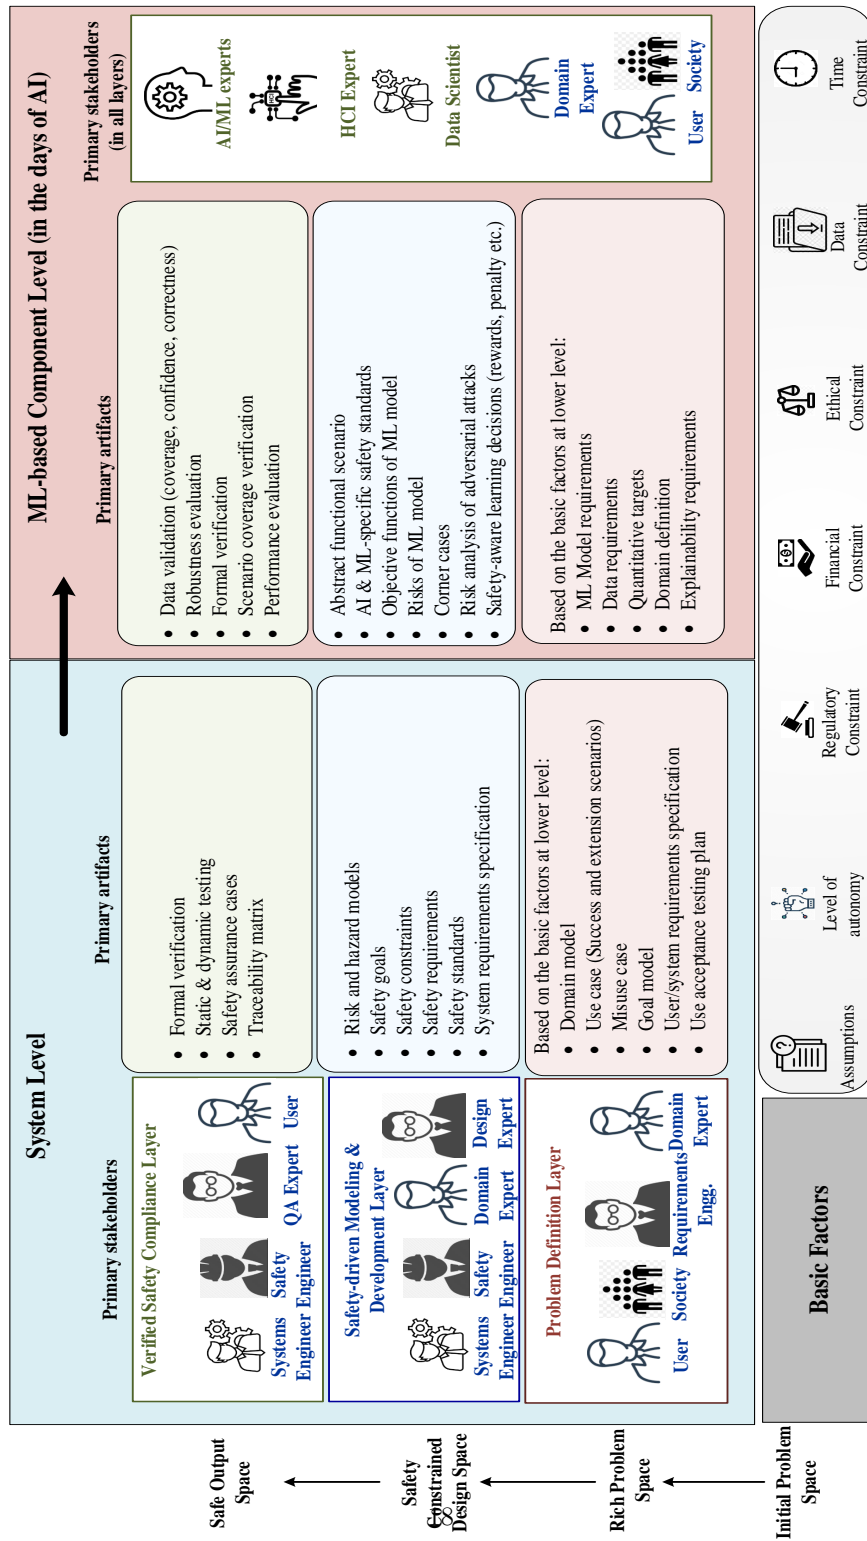 System Level
ML-based Component Level (in the days of AI)
Primary stakeholders
Primary artifacts
Primary artifacts
Primary stakeholders
(in all layers)
Safe Output
Space
Verified Safety Compliance Layer
Systems
Engineer
Safety
Engineer
QA Expert
User
• Formal verification
• Static & dynamic testing
• Safety assurance cases
• Traceability matrix
• Data validation (coverage, confidence, correctness)
• Robustness evaluation
• Formal verification
• Scenario coverage verification
• Performance evaluation
Safety
Constrained
Design Space
Safety-driven Modeling &
Development Layer
Systems
Engineer
Safety
Engineer
Domain
Expert
Design
Expert
• Risk and hazard models
• Safety goals
• Safety constraints
• Safety requirements
• Safety standards
• System requirements specification
• Abstract functional scenario
• AI & ML-specific safety standards
• Objective functions of ML model
• Risks of ML model
• Corner cases
• Risk analysis of adversarial attacks
• Safety-aware learning decisions (rewards, penalty etc.)
Rich Problem
Space
Problem Definition Layer
User
Society
Requirements
Engg.
Domain
Expert
Based on the basic factors at lower level:
• Domain model
• Use case (Success and extension scenarios)
• Misuse case
• Goal model
• User/system requirements specification
• Use acceptance testing plan
Based on the basic factors at lower level:
• ML Model requirements
• Data requirements
• Quantitative targets
• Domain definition
• Explainability requirements
AI/ML experts
HCI Expert
Data Scientist
Domain
Expert
User
Society
Initial Problem
Space
Basic Factors
Assumptions
Level of
autonomy
Regulatory
Constraint
Financial
Constraint
Ethical
Constraint
Data
Constraint
Time
Constraint